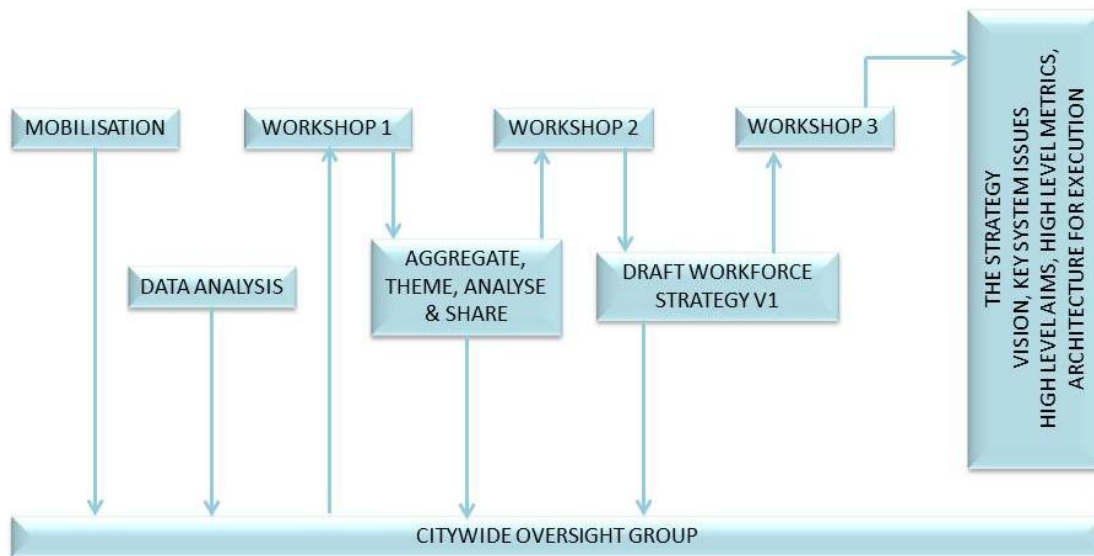 MOBILISATION
WORKSHOP 1
WORKSHOP 2
WORKSHOP 3
DATA ANALYSIS
AGGREGATE,
THEME, ANALYSE
& SHARE
DRAFT WORKFORCE
STRATEGY V1
THE STRATEGY
VISION, KEY SYSTEM ISSUES
HIGH LEVEL AIMS, HIGH LEVEL METRICS,
ARCHITECTURE FOR EXECUTION
CITYWIDE OVERSIGHT GROUP